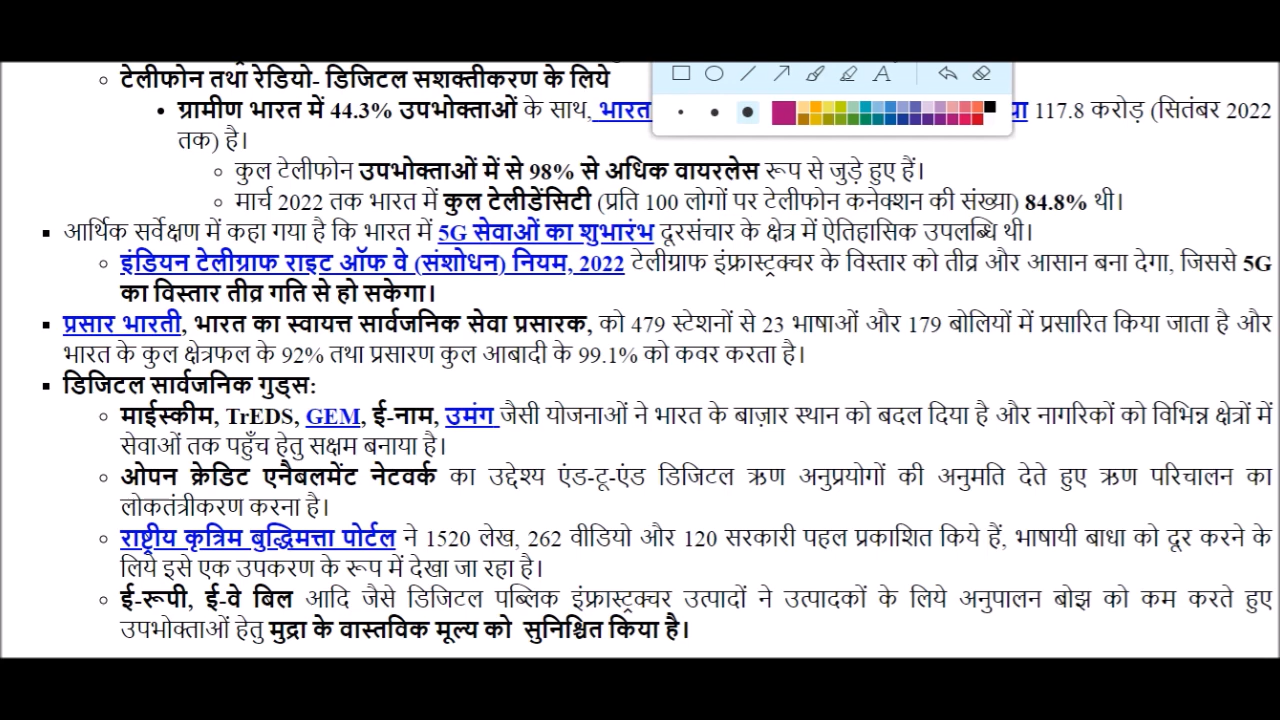 टेलीफोन तथा रेडियो- डिजिटल सशक्तीकरण के लिये
ग्रामीण भारत में 44.3% उपभोक्ताओं के साथ, भारत 117.8 करोड़ (सितंबर 2022
तक) है।
कुल टेलीफोन उपभोक्ताओं में से 98% से अधिक वायरलेस रूप से जुड़े हुए हैं।
मार्च 2022 तक भारत में कुल टेलीडेंसिटी (प्रति 100 लोगों पर टेलीफोन कनेक्शन की संख्या) 84.8% थी।
आर्थिक सर्वेक्षण में कहा गया है कि भारत में 5G सेवाओं का शुभारंभ दूरसंचार के क्षेत्र में ऐतिहासिक उपलब्धि थी।
इंडियन टेलीग्राफ राइट ऑफ वे (संशोधन) नियम, 2022 टेलीग्राफ इंफ्रास्ट्रक्चर के विस्तार को तीव्र और आसान बना देगा, जिससे 5G
का विस्तार तीव्र गति से हो सकेगा।
प्रसार भारती, भारत का स्वायत्त सार्वजनिक सेवा प्रसारक, को 479 स्टेशनों से 23 भाषाओं और 179 बोलियों में प्रसारित किया जाता है और
भारत के कुल क्षेत्रफल के 92% तथा प्रसारण कुल आबादी के 99.1% को कवर करता है।
डिजिटल सार्वजनिक गुड्स:
माईस्कीम, TrEDS, GEM, ई-नाम, उमंग जैसी योजनाओं ने भारत के बाज़ार स्थान को बदल दिया है और नागरिकों को विभिन्न क्षेत्रों में
सेवाओं तक पहुँच हेतु सक्षम बनाया है।
ओपन क्रेडिट एनैबलमेंट नेटवर्क का उद्देश्य एंड-टू-एंड डिजिटल ऋण अनुप्रयोगों की अनुमति देते हुए ऋण परिचालन का
लोकतंत्रीकरण करना है।
राष्ट्रीय कृत्रिम बुद्धिमत्ता पोर्टल ने 1520 लेख, 262 वीडियो और 120 सरकारी पहल प्रकाशित किये हैं, भाषायी बाधा को दूर करने के
लिये इसे एक उपकरण के रूप में देखा जा रहा है।
ई-रूपी, ई-वे बिल आदि जैसे डिजिटल पब्लिक इंफ्रास्ट्रक्चर उत्पादों ने उत्पादकों के लिये अनुपालन बोझ को कम करते हुए
उपभोक्ताओं हेतु मुद्रा के वास्तविक मूल्य को सुनिश्चित किया है।